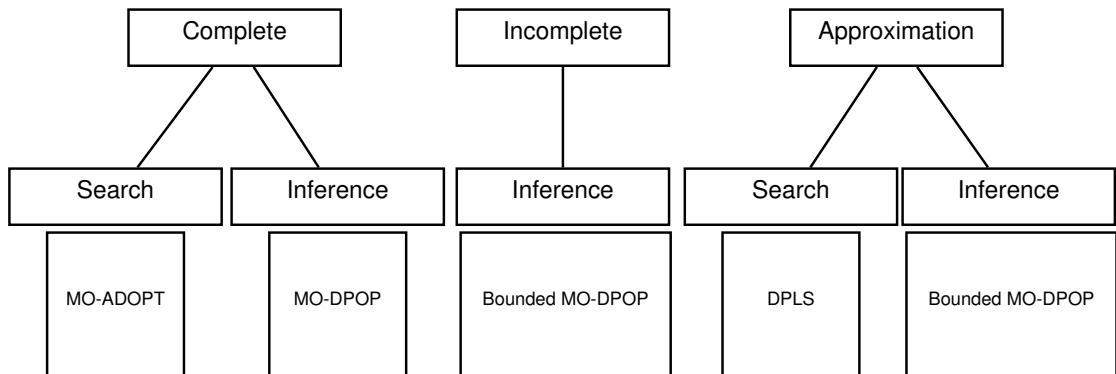 Complete
Incomplete
Approximation
Search
Inference
Inference
Search
Inference
MO-ADOPT
MO-DPOP
Bounded MO-DPOP
DPLS
Bounded MO-DPOP